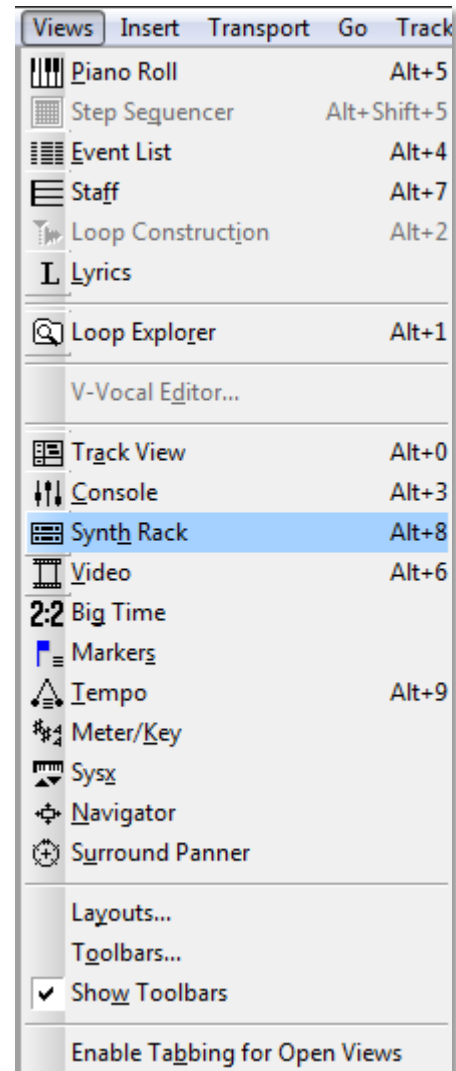 Views Insert Transport Go Track
Piano Roll Alt+5
Step Sequencer Alt+Shift+5
Event List Alt+4
Staff Alt+7
Loop Construction Alt+2
L Lyrics
Loop Explorer Alt+1
V-Vocal Editor...
Track View Alt+0
Console Alt+3
Synth Rack Alt+8
Video Alt+6
2:2 Big Time
Markers
Tempo Alt+9
Meter/Key
Sysx
Navigator
Surround Panner
Layouts...
Toolbars...
Show Toolbars
Enable Tabbing for Open Views